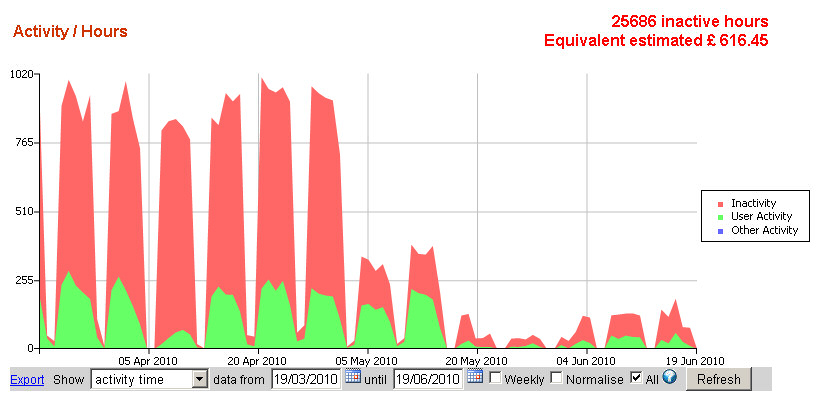 Activity / Hours
25686 inactive hours
Equivalent estimated £ 616.45
1020
765
510
255
0
Inactivity
User Activity
Other Activity
05 Apr 2010 20 Apr 2010 05 May 2010 20 May 2010 04 Jun 2010 19 Jun 2010
Export Show activity time data from 19/03/2010 until 19/06/2010 Weekly Normalise All ? Refresh